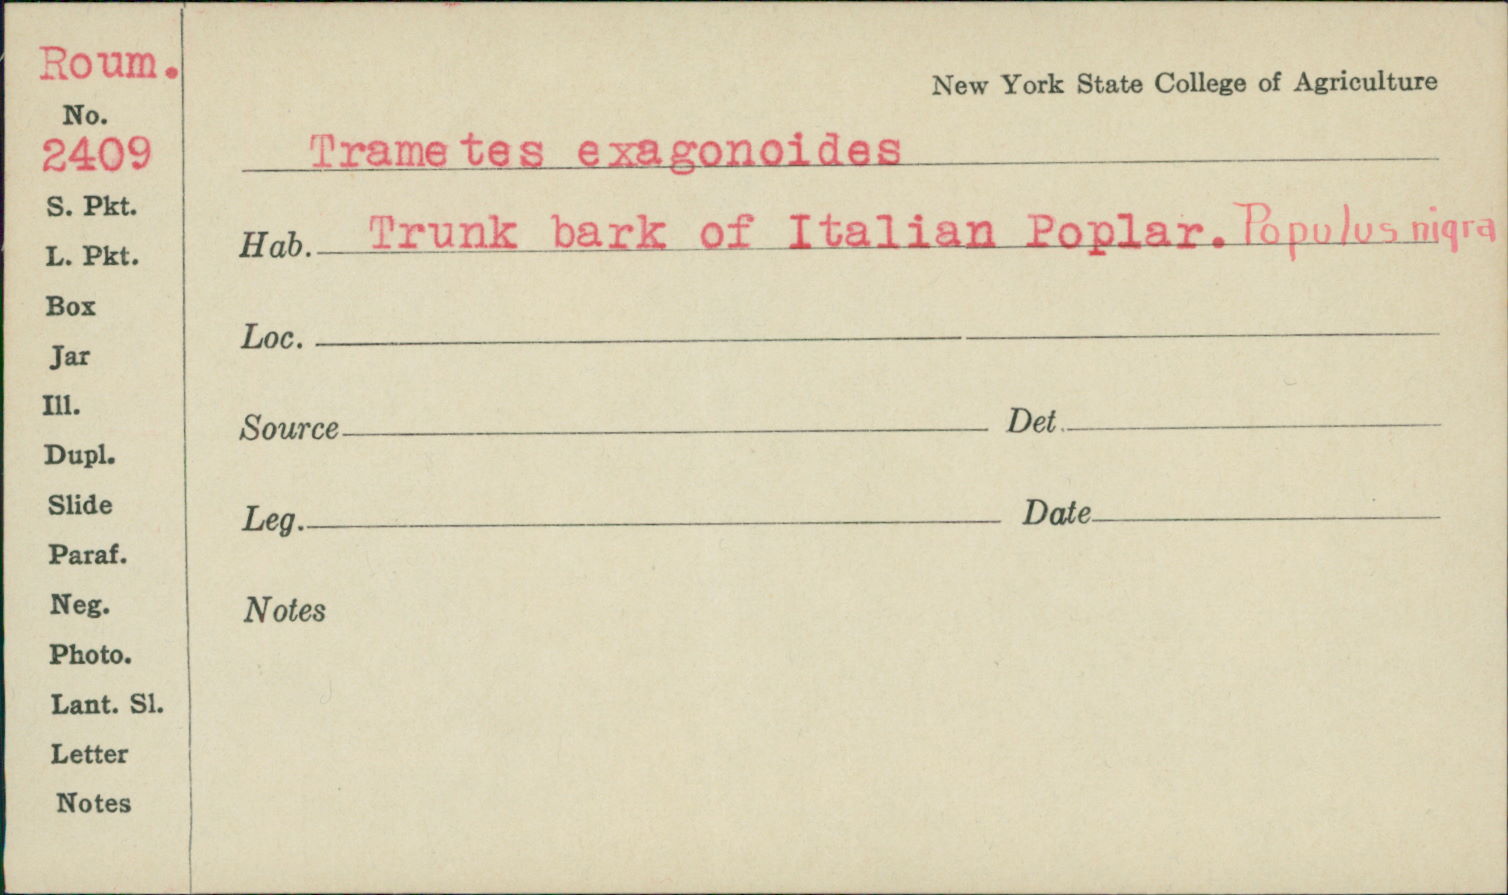 Roum.
No.
2409
S. Pkt.
L. Pkt.
Box
Jar
Ill.
Dupl.
Slide
Paraf.
Neg.
Photo.
Lant. Sl.
Letter
Notes
New York State College of Agriculture
Trametes exagonoides
Hab. Trunk bark of Italian Poplar. Populus nigra
Loc.
Source Det.
Leg. Date
Notes